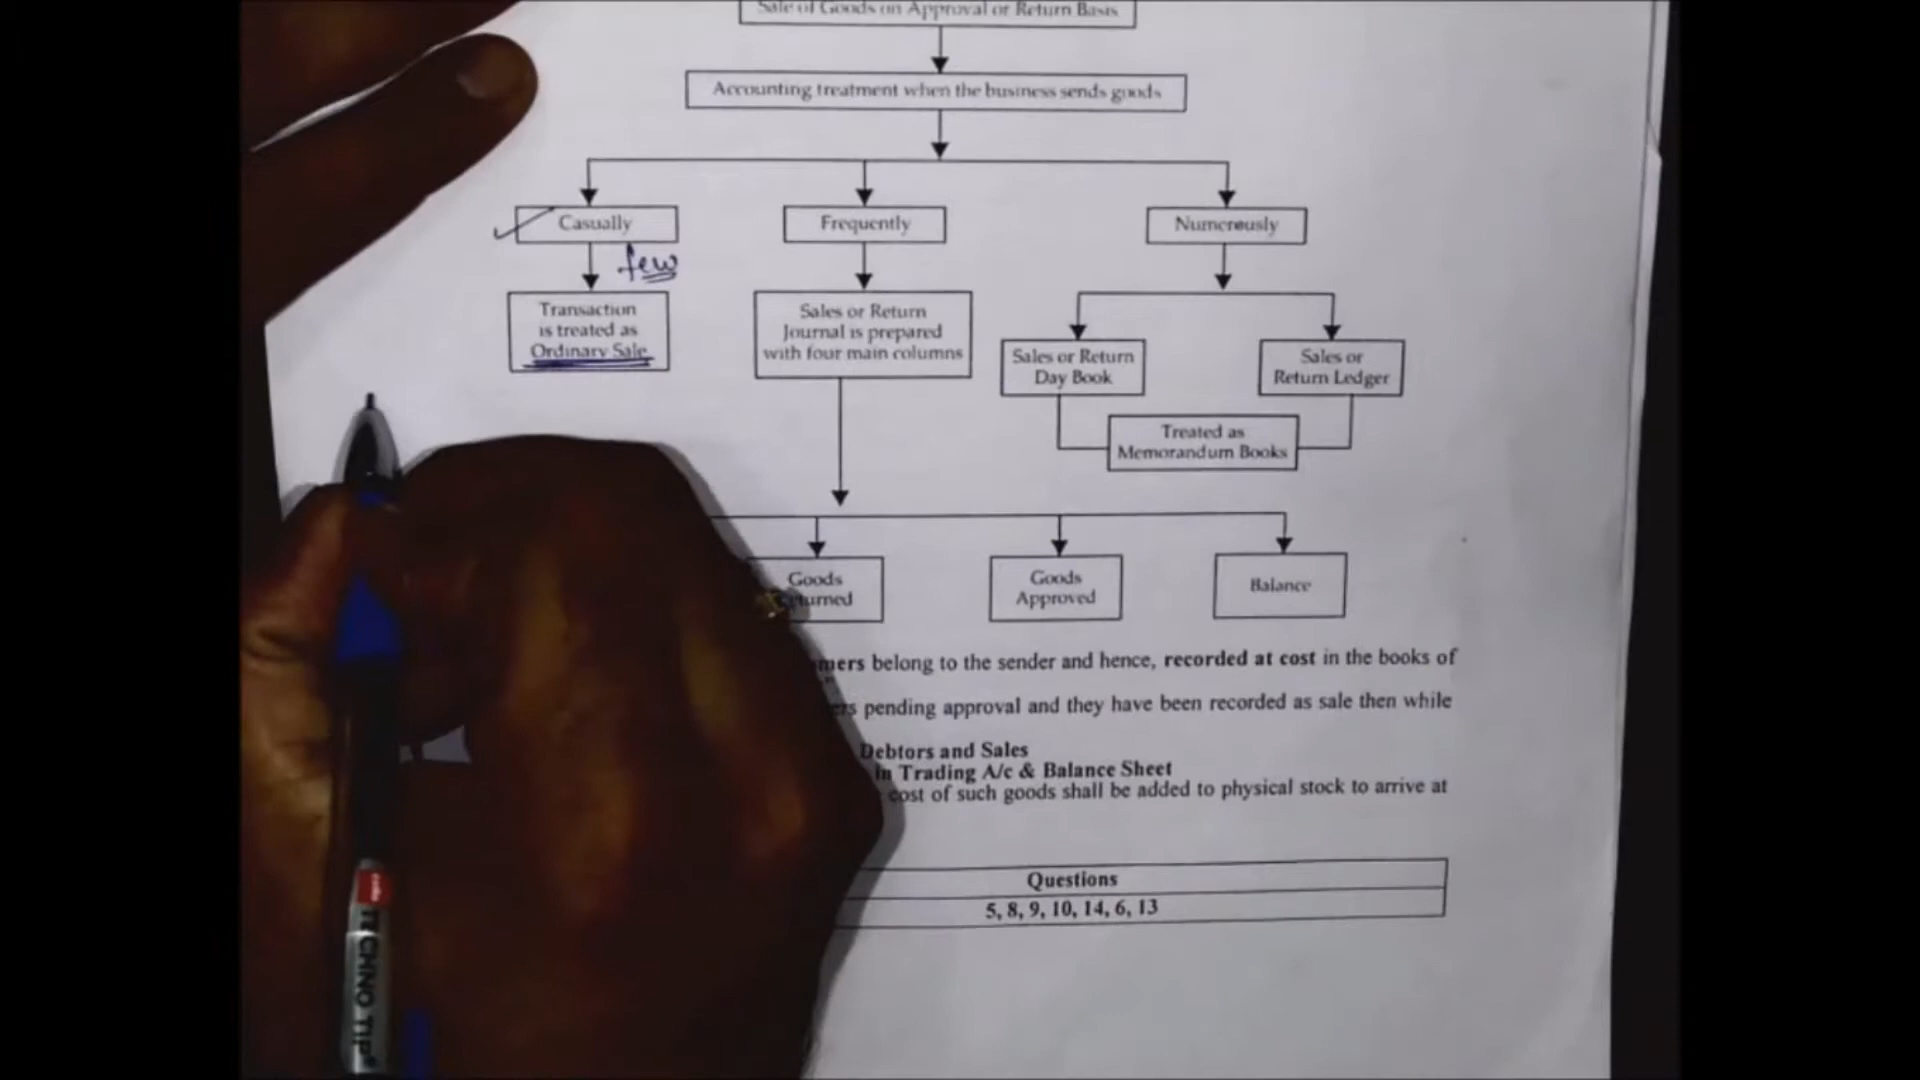 Sale of Goods on Approval or Return Basis
Accounting treatment when the business sends goods
Casually
Frequently
Numerously
few
Transaction
is treated as
Ordinary Sale
Sales or Return
Journal is prepared
with four main columns
Sales or Return
Day Book
Sales or
Return Ledger
Treated as
Memorandum Books
Goods
Goods
Approved
Balance
belong to the sender and hence, recorded at cost in the books of
pending approval and they have been recorded as sale then while
Debtors and Sales
in Trading A/c & Balance Sheet
cost of such goods shall be added to physical stock to arrive at
Questions
5, 8, 9, 10, 14, 6, 13
TECHNO TIP